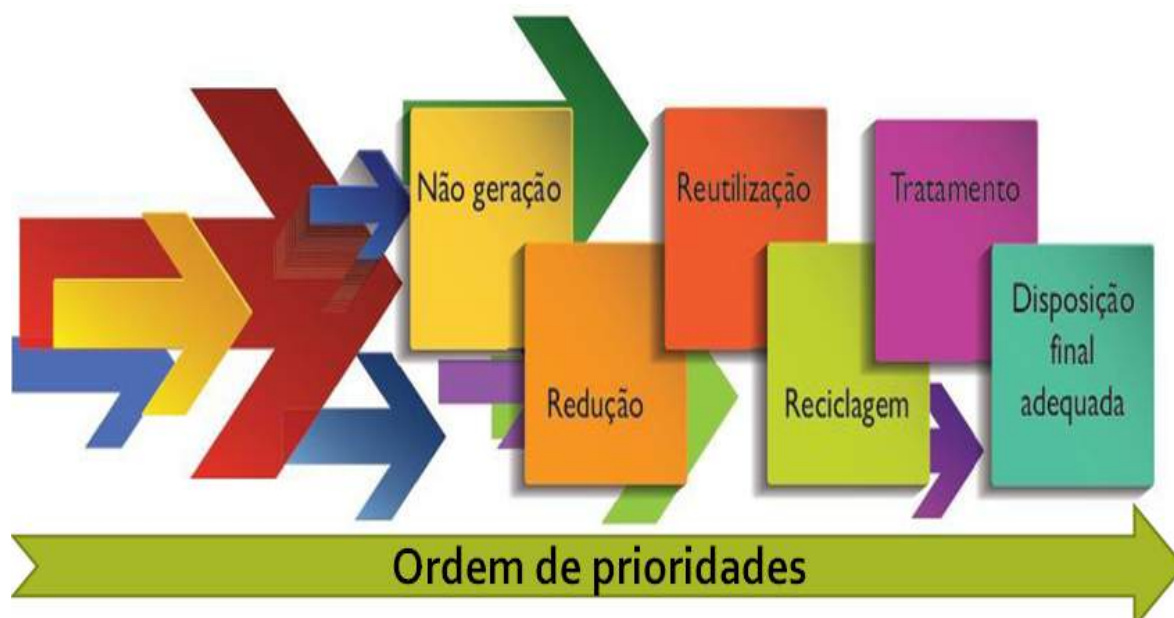 Não geração
Redução
Reutilização
Reciclagem
Tratamento
Disposição
final
adequada
Ordem de prioridades